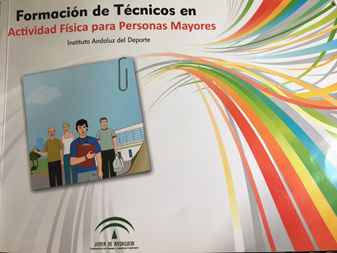 Formación de Técnicos en
Actividad Física para Personas Mayores
Instituto Andaluz del Deporte
JUNTA DE ANDALUCIA